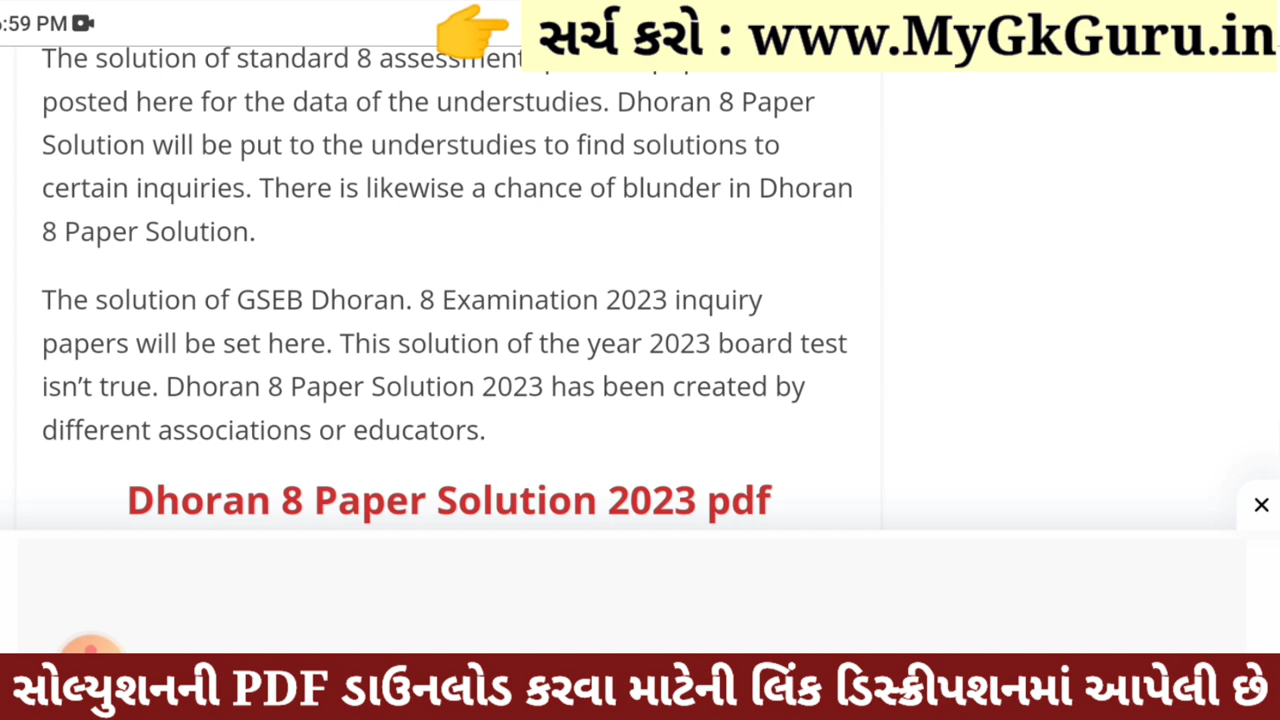 :59 PM
👉 સર્ચ કરો : www.MyGkGuru.in
The solution of standard 8 assessment
posted here for the data of the understudies. Dhoran 8 Paper
Solution will be put to the understudies to find solutions to
certain inquiries. There is likewise a chance of blunder in Dhoran
8 Paper Solution.
The solution of GSEB Dhoran. 8 Examination 2023 inquiry
papers will be set here. This solution of the year 2023 board test
isn’t true. Dhoran 8 Paper Solution 2023 has been created by
different associations or educators.
Dhoran 8 Paper Solution 2023 pdf
સોલ્યુશનની PDF ડાઉનલોડ કરવા માટેની લિંક ડિસ્ક્રીપશનમાં આપેલી છે